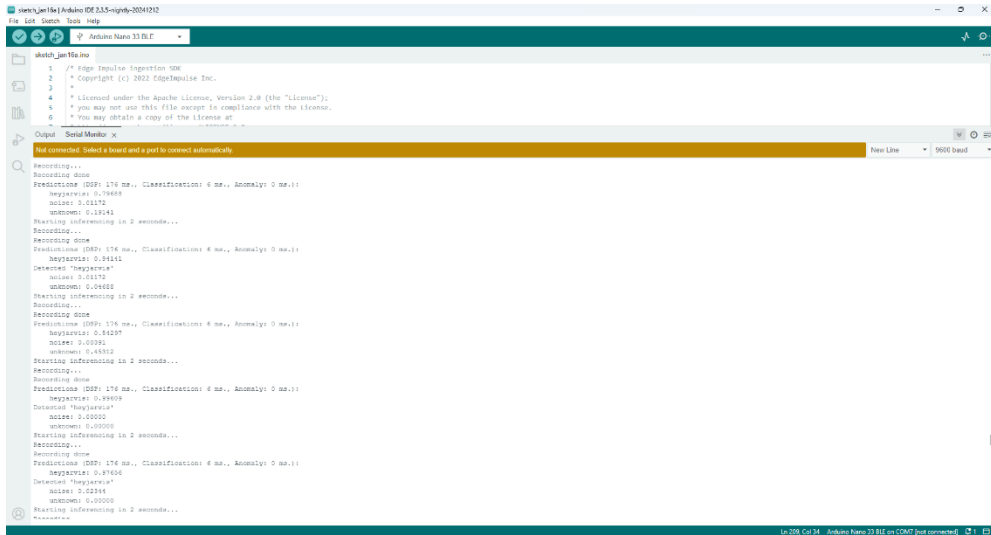 sketch_jan16a | Arduino IDE 2.3.5-nightly-20241212
File Edit Sketch Tools Help
Arduino Nano 33 BLE
sketch_jan16a.ino
1 /* Edge Impulse ingestion SDK
2 * Copyright (c) 2022 EdgeImpulse Inc.
3 *
4 * Licensed under the Apache License, Version 2.0 (the "License");
5 * you may not use this file except in compliance with the License.
6 * You may obtain a copy of the License at
Output Serial Monitor ×
Not connected. Select a board and a port to connect automatically.
New Line 9600 baud
Recording...
Recording done
Predictions (DSP: 176 ms., Classification: 6 ms., Anomaly: 0 ms.):
heyjarvis: 0.79688
noise: 0.01172
unknown: 0.19141
Starting inferencing in 2 seconds...
Recording...
Recording done
Predictions (DSP: 176 ms., Classification: 6 ms., Anomaly: 0 ms.):
heyjarvis: 0.94141
Detected "heyjarvis"
noise: 0.01172
unknown: 0.04688
Starting inferencing in 2 seconds...
Recording...
Recording done
Predictions (DSP: 176 ms., Classification: 6 ms., Anomaly: 0 ms.):
heyjarvis: 0.54297
noise: 0.00391
unknown: 0.45312
Starting inferencing in 2 seconds...
Recording...
Recording done
Predictions (DSP: 176 ms., Classification: 6 ms., Anomaly: 0 ms.):
heyjarvis: 0.99609
Detected "heyjarvis"
noise: 0.00000
unknown: 0.00000
Starting inferencing in 2 seconds...
Recording...
Recording done
Predictions (DSP: 176 ms., Classification: 6 ms., Anomaly: 0 ms.):
heyjarvis: 0.97656
Detected "heyjarvis"
noise: 0.02344
unknown: 0.00000
Starting inferencing in 2 seconds...
Ln 209, Col 34 Arduino Nano 33 BLE on COM7 [not connected] 1